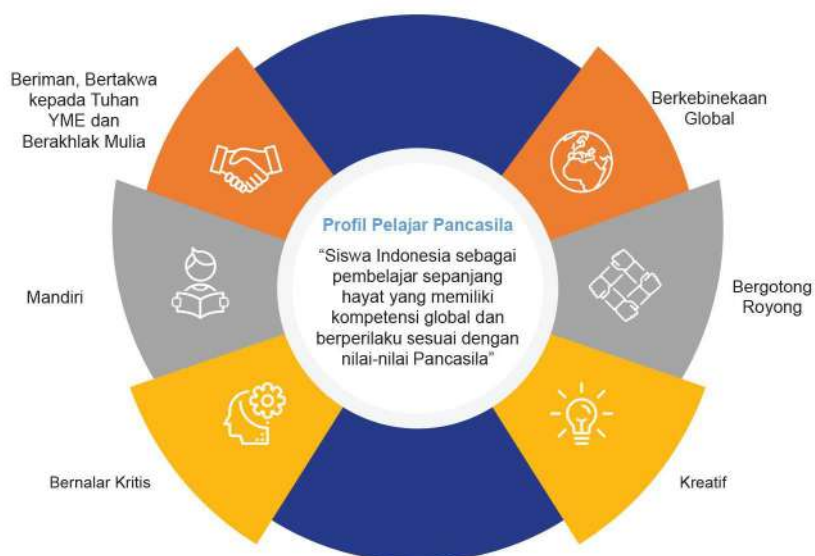 Beriman, Bertakwa
kepada Tuhan
YME dan
Berakhlak Mulia
Berkebinekaan
Global
Profil Pelajar Pancasila
“Siswa Indonesia sebagai
pembelajar sepanjang
hayat yang memiliki
kompetensi global dan
berperilaku sesuai dengan
nilai-nilai Pancasila”
Mandiri
Bergotong
Royong
Bernalar Kritis
Kreatif